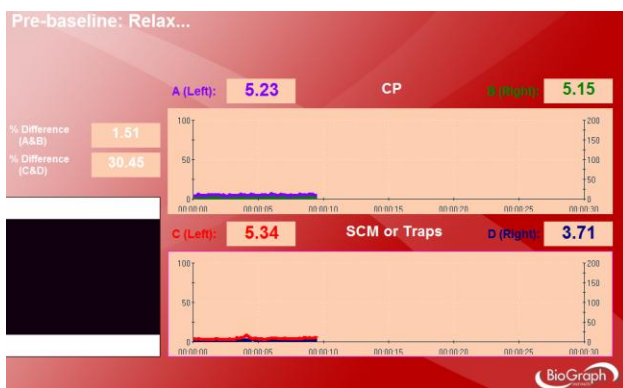 Pre-baseline: Relax...
A (Left): 5.23 CP B (Right): 5.15
% Difference (A&B) 1.51
% Difference (C&D) 30.45
100 200
150
50 100
50
0 0
00:00:00 00:00:05 00:00:10 00:00:15 00:00:20 00:00:25 00:00:30
C (Left): 5.34 SCM or Traps D (Right): 3.71
100 200
150
50 100
50
0 0
00:00:00 00:00:05 00:00:10 00:00:15 00:00:20 00:00:25 00:00:30
BioGraph